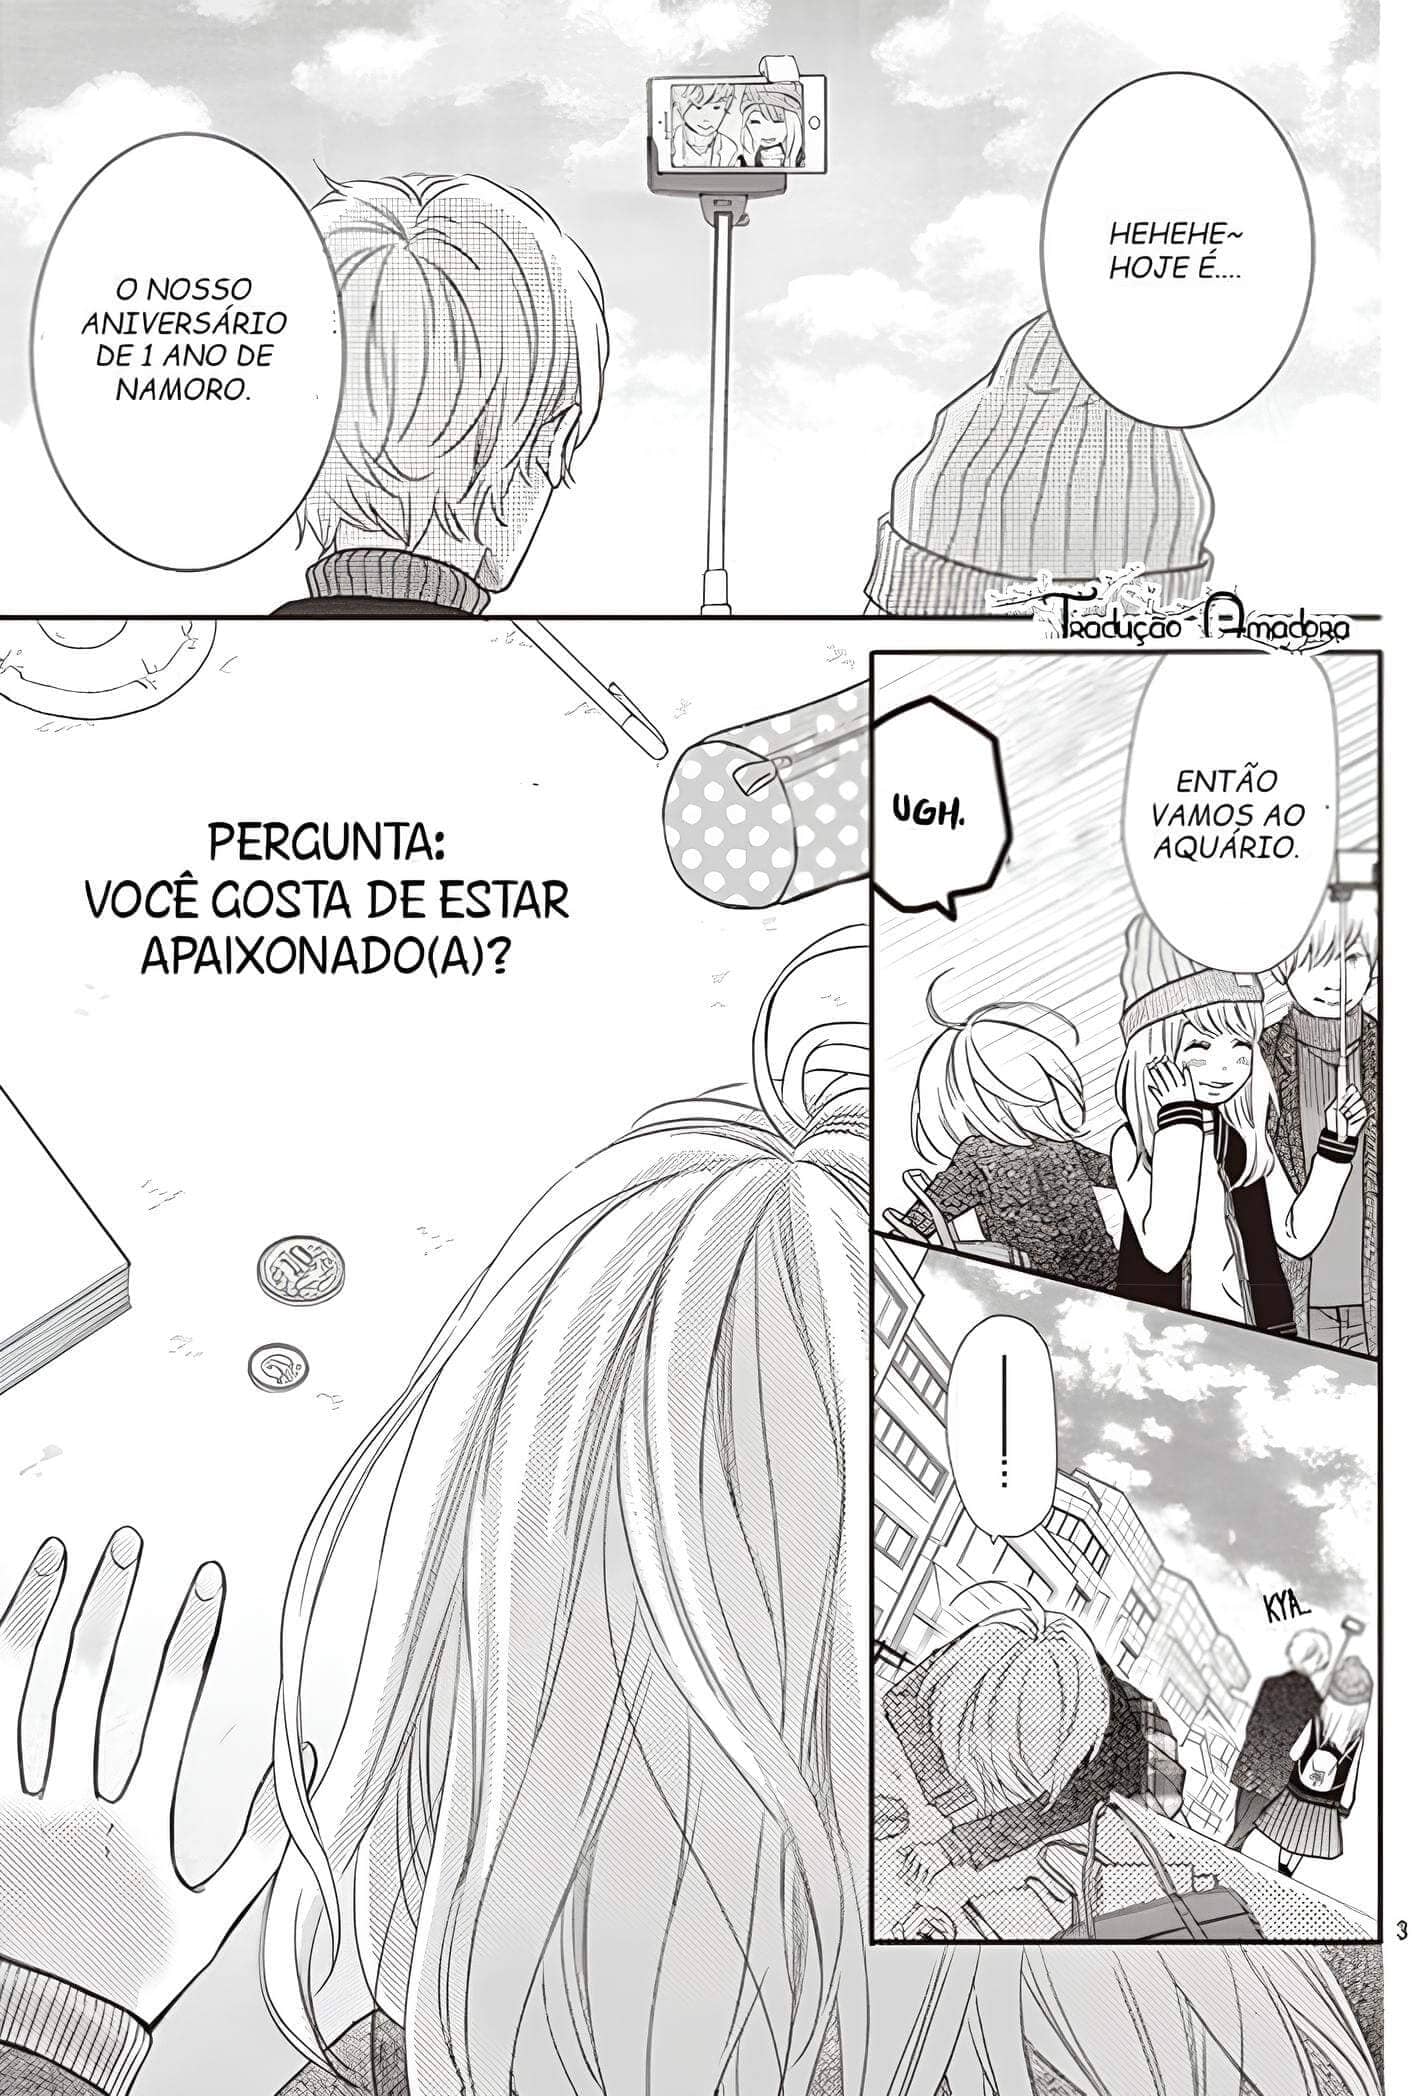 HEHEHE~
HOJE É....
O NOSSO
ANIVERSÁRIO
DE 1 ANO DE
NAMORO.
Tradução Amadora
ENTÃO
VAMOS AO
AQUÁRIO.
UGH.
KYA...
PERGUNTA:
VOCÊ GOSTA DE ESTAR
APAIXONADO(A)?
10
3